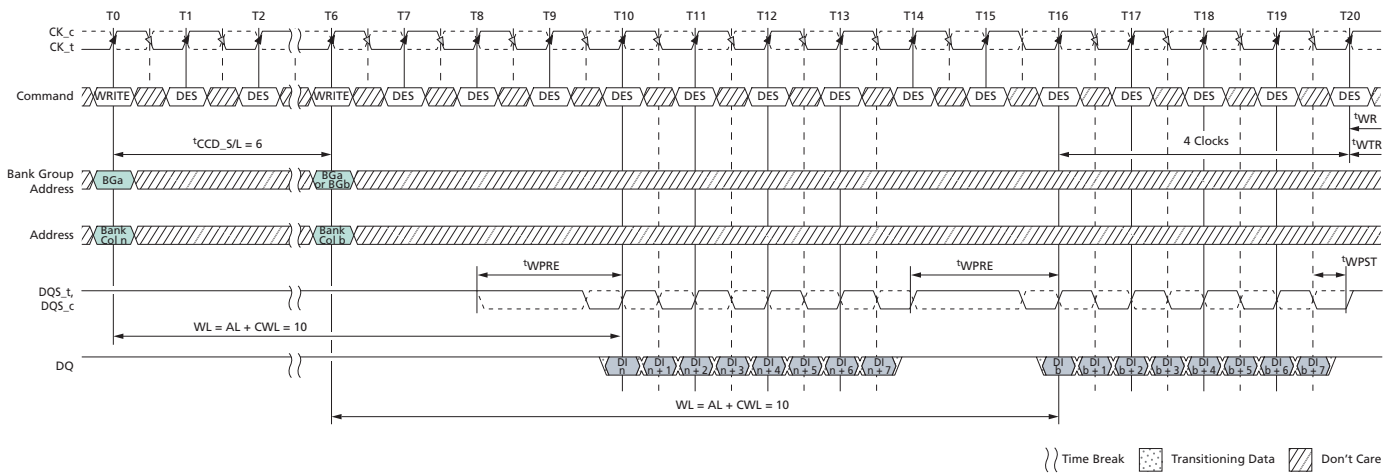 T0 T1 T2 T6 T7 T8 T9 T10 T11 T12 T13 T14 T15 T16 T17 T18 T19 T20
CK_c
CK_t
Command WRITE DES DES WRITE DES DES DES DES DES DES DES DES DES DES DES DES DES DES
tWR
tCCD_S/L = 6
4 Clocks
tWTR
Bank Group
Address
BGa
BGa
or BGb
Address
Bank
Col n
Bank
Col b
tWPRE
tWPRE
tWPST
DQS_t,
DQS_c
WL = AL + CWL = 10
DQ
DI
n
DI
n + 1
DI
n + 2
DI
n + 3
DI
n + 4
DI
n + 5
DI
n + 6
DI
n + 7
DI
b
DI
b + 1
DI
b + 2
DI
b + 3
DI
b + 4
DI
b + 5
DI
b + 6
DI
b + 7
WL = AL + CWL = 10
Time Break Transitioning Data Don't Care